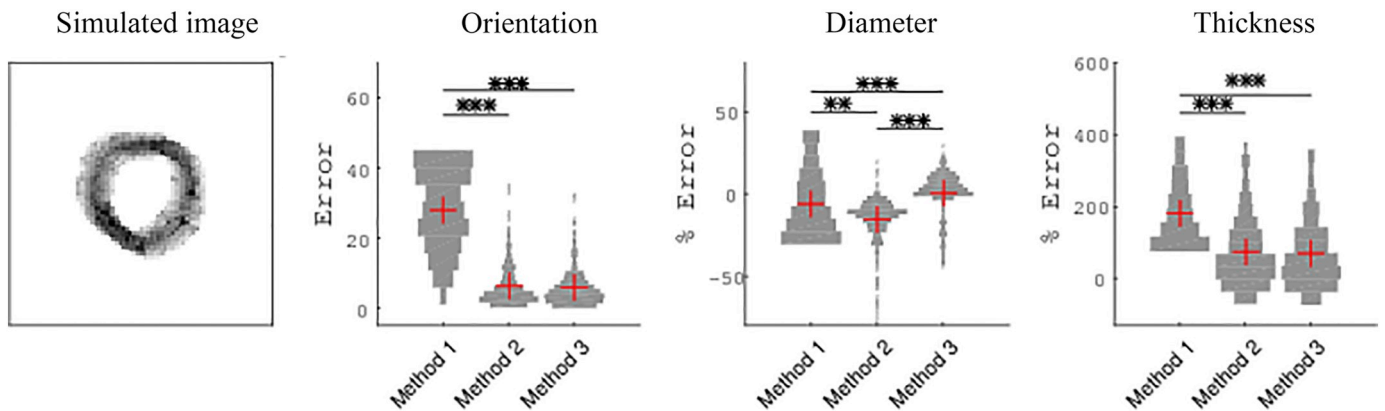 Simulated image
Orientation
Diameter
Thickness
Error
60
40
20
0
***
***
Method 1
Method 2
Method 3
% Error
50
0
-50
***
**
***
Method 1
Method 2
Method 3
% Error
600
400
200
0
***
***
Method 1
Method 2
Method 3